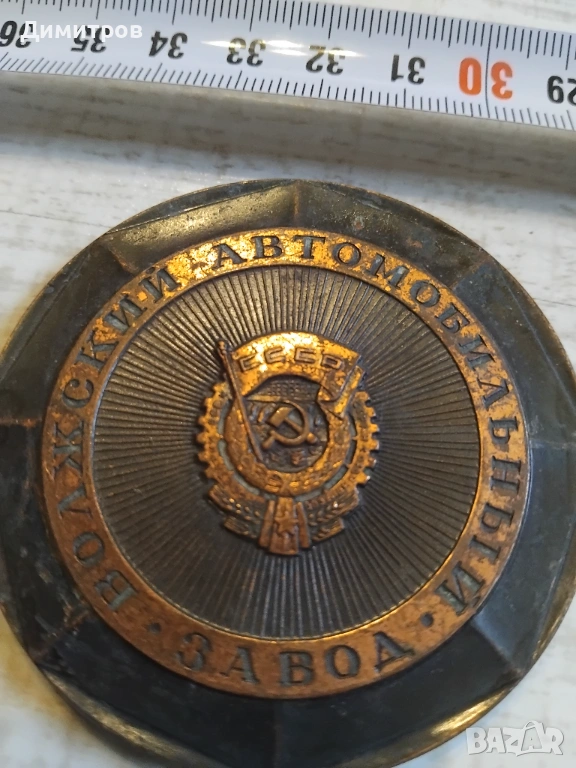 Димитров
36 35 34 33 32 31 30 29
ВОЛЖСКИЙ АВТОМОБИЛЬНЫЙ
· ЗАВОД ·
СССР
BAZAR